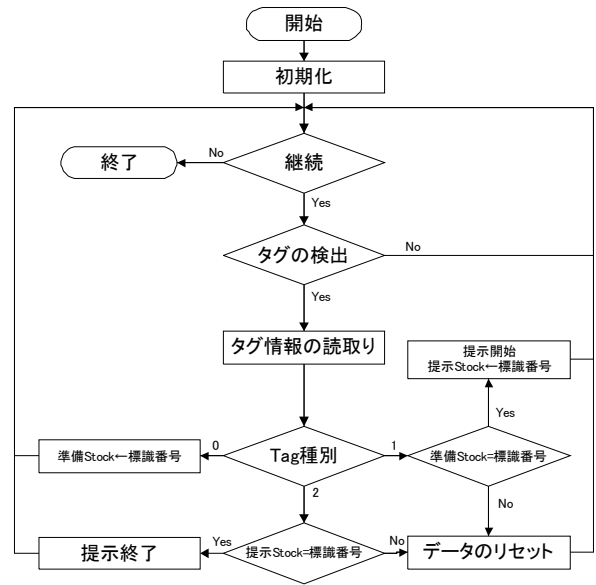 開始
初期化
継続
No
終了
Yes
タグの検出
No
Yes
タグ情報の読取り
提示開始
提示Stock←標識番号
Yes
Tag種別
0
準備Stock←標識番号
1
準備Stock=標識番号
2
No
提示Stock=標識番号
Yes
提示終了
No
データのリセット